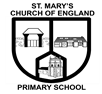 ST. MARY'S
CHURCH OF ENGLAND
PRIMARY SCHOOL